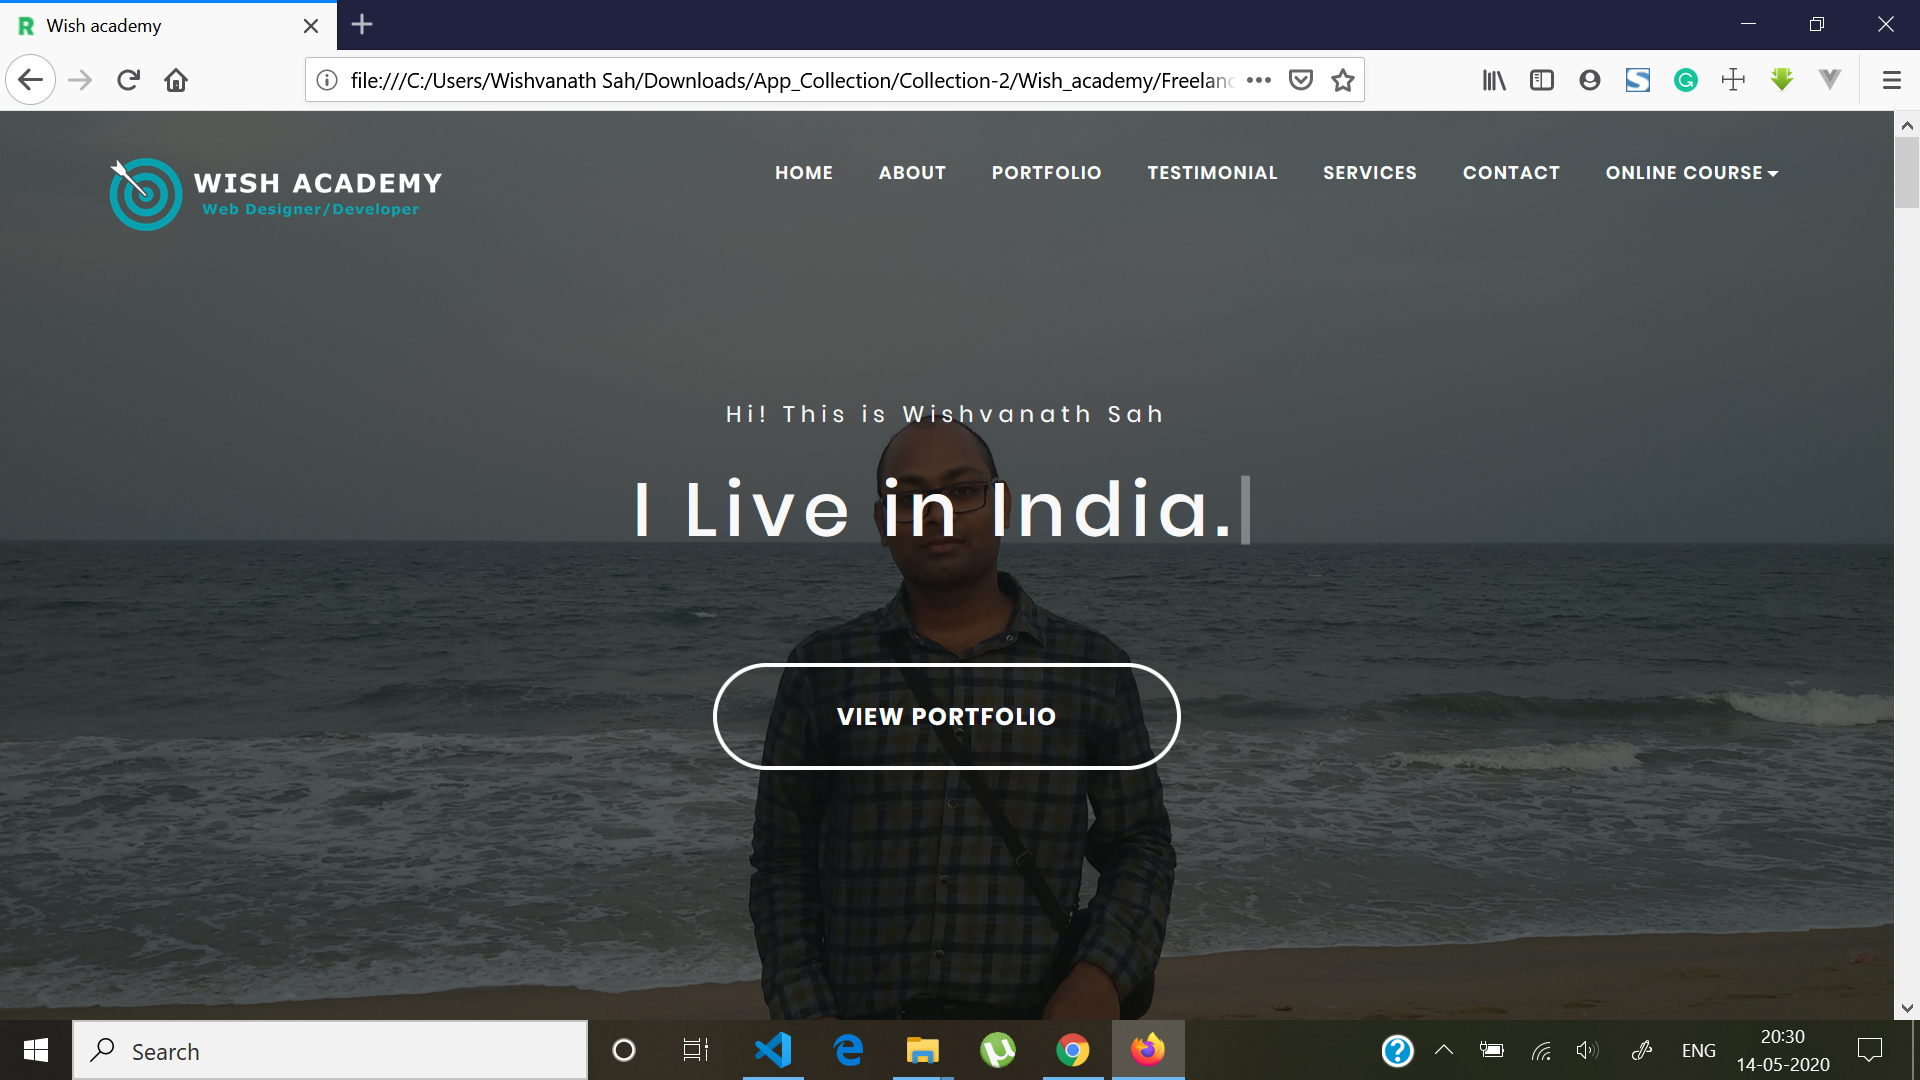 Wish academy
file:///C:/Users/Wishvanath Sah/Downloads/App_Collection/Collection-2/Wish_academy/Freelanc
WISH ACADEMY
Web Designer/Developer
HOME ABOUT PORTFOLIO TESTIMONIAL SERVICES CONTACT ONLINE COURSE
Hi! This is Wishvanath Sah
I Live in India.
VIEW PORTFOLIO
Search
ENG
20:30
14-05-2020